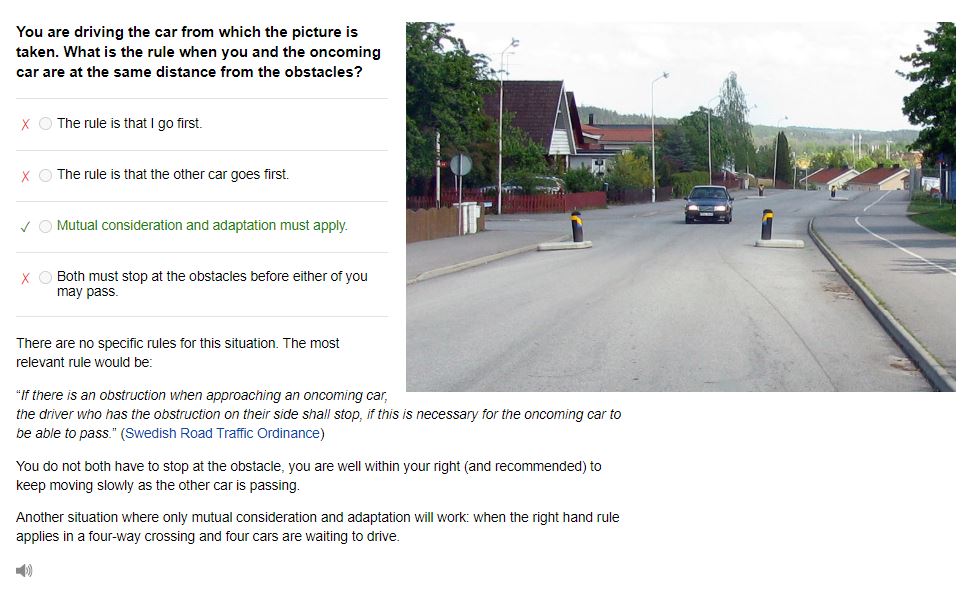 You are driving the car from which the picture is
taken. What is the rule when you and the oncoming
car are at the same distance from the obstacles?
The rule is that I go first.
The rule is that the other car goes first.
Mutual consideration and adaptation must apply.
Both must stop at the obstacles before either of you
may pass.
There are no specific rules for this situation. The most
relevant rule would be:
“If there is an obstruction when approaching an oncoming car,
the driver who has the obstruction on their side shall stop, if this is necessary for the oncoming car to
be able to pass.” (Swedish Road Traffic Ordinance)
You do not both have to stop at the obstacle, you are well within your right (and recommended) to
keep moving slowly as the other car is passing.
Another situation where only mutual consideration and adaptation will work: when the right hand rule
applies in a four-way crossing and four cars are waiting to drive.